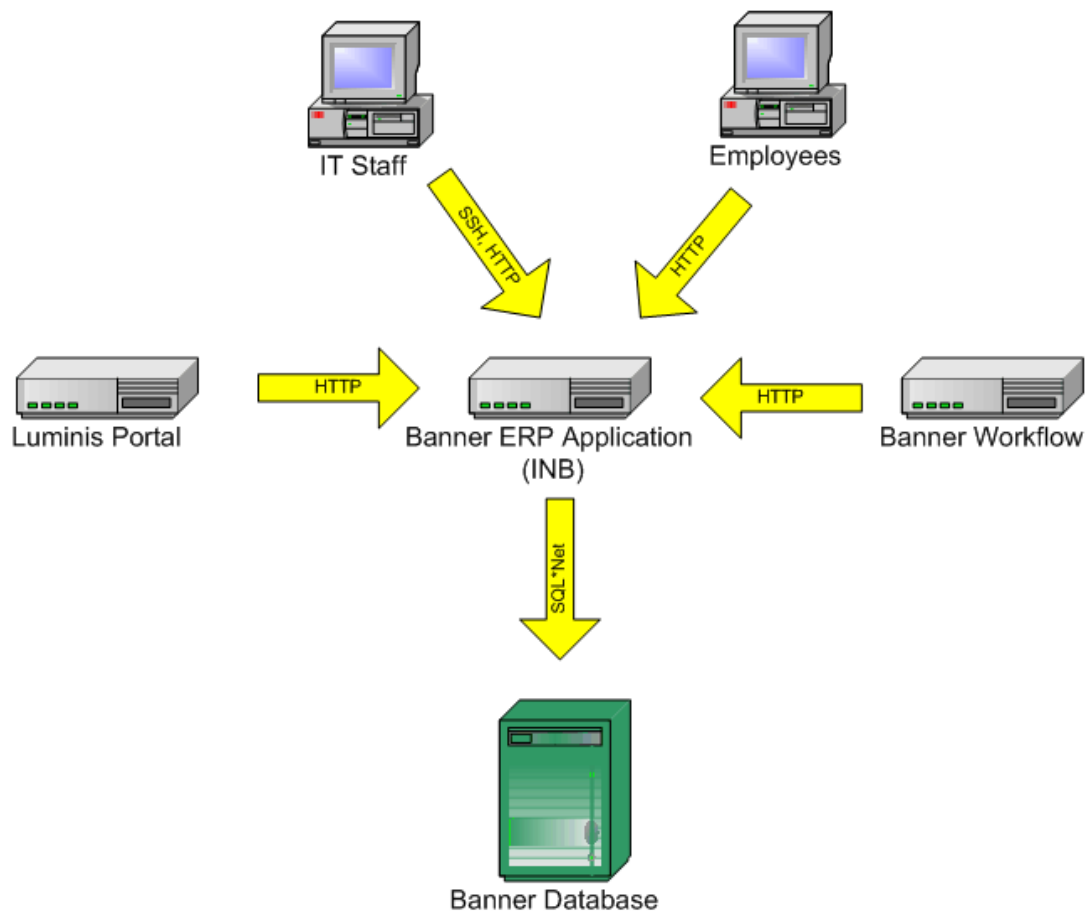 IT Staff
Employees
SSH, HTTP
HTTP
HTTP
HTTP
Luminis Portal
Banner ERP Application
(INB)
Banner Workflow
SQL*Net
Banner Database